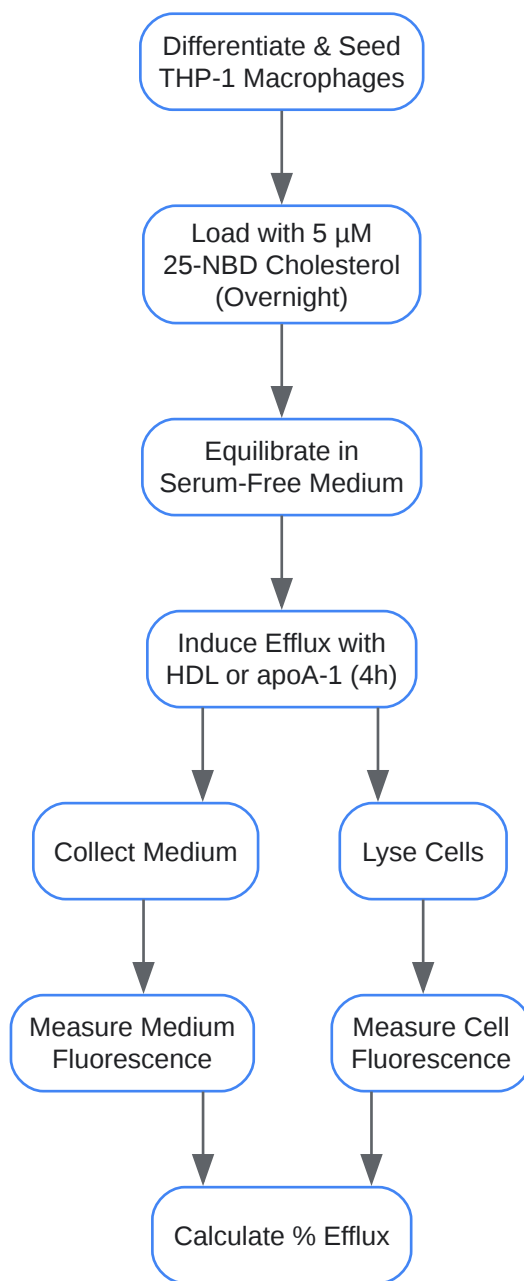 Differentiate & Seed
THP-1 Macrophages
Load with 5 µM
25-NBD Cholesterol
(Overnight)
Equilibrate in
Serum-Free Medium
Induce Efflux with
HDL or apoA-1 (4h)
Collect Medium
Lyse Cells
Measure Medium
Fluorescence
Measure Cell
Fluorescence
Calculate % Efflux